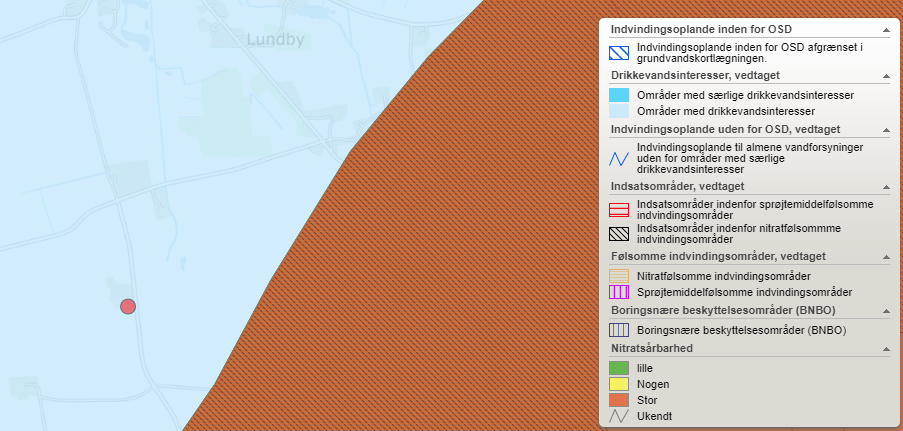 Lundby
Indvindingsoplande inden for OSD
Indvindingsoplande inden for OSD afgrænset i
grundvandskortlægningen.
Drikkevandsinteresser, vedtaget
Områder med særlige drikkevandsinteresser
Områder med drikkevandsinteresser
Indvindingsoplande uden for OSD, vedtaget
Indvindingsoplande til almene vandforsyninger
uden for områder med særlige
drikkevandsinteresser
Indsatsområder, vedtaget
Indsatsområder indenfor sprøjtemiddelfølsomme
indvindingsområder
Indsatsområder indenfor nitratfølsommme
indvindingsområder
Følsomme indvindingsområder, vedtaget
Nitratfølsomme indvindingsområder
Sprøjtemiddelfølsomme indvindingsområder
Boringsnære beskyttelsesområder (BNBO)
Boringsnære beskyttelsesområder (BNBO)
Nitratsårbarhed
lille
Nogen
Stor
Ukendt